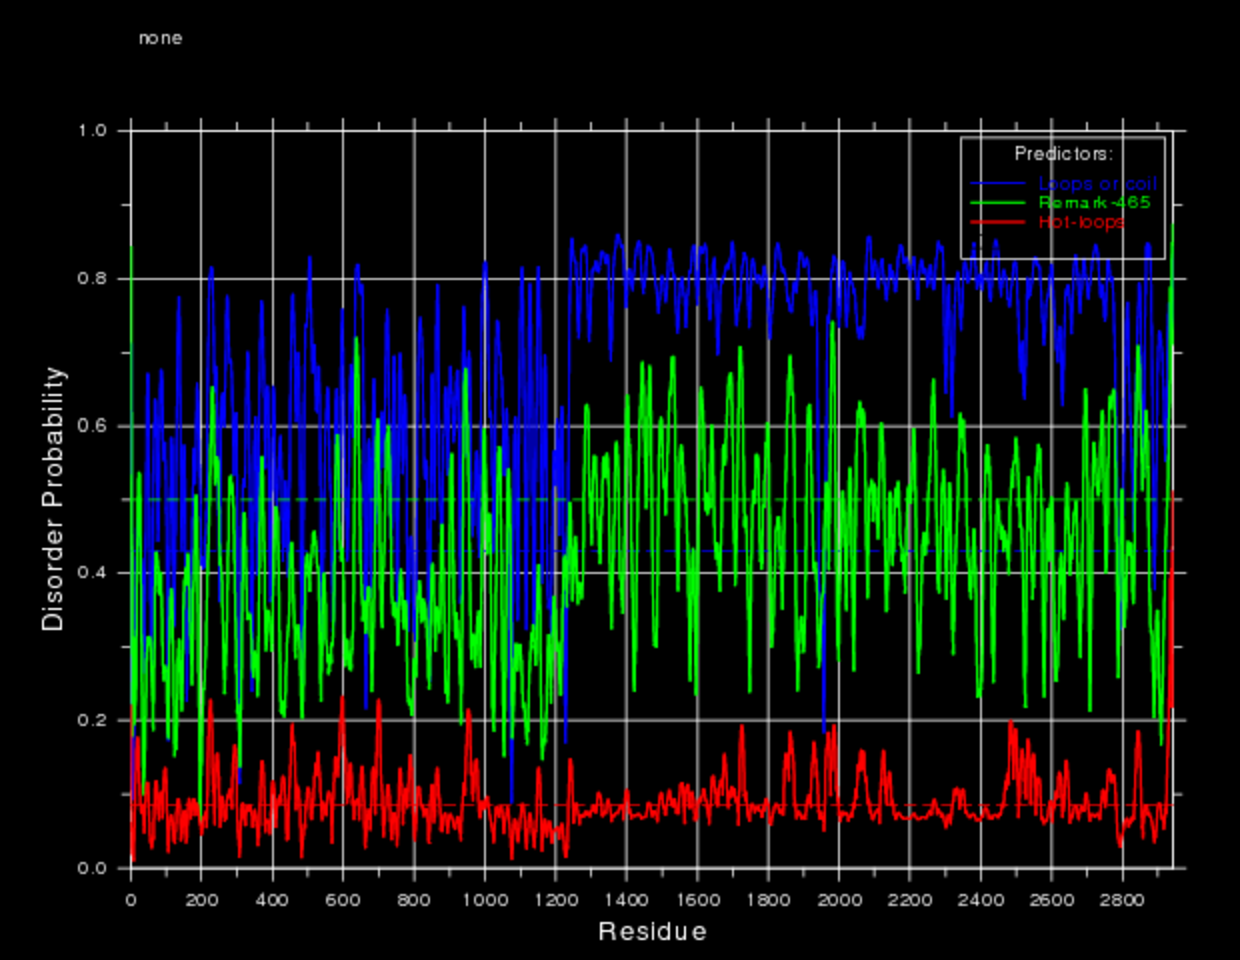 none
1.0
0.8
0.6
0.4
0.2
0.0
Disorder Probability
Predictors:
Loops or coil
Remark-465
Hot-loops
0 200 400 600 800 1000 1200 1400 1600 1800 2000 2200 2400 2600 2800
Residue